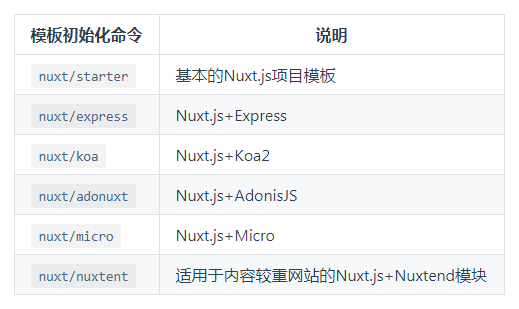 模板初始化命令 说明
nuxt/starter 基本的Nuxt.js项目模板
nuxt/express Nuxt.js+Express
nuxt/koa Nuxt.js+Koa2
nuxt/adonuxt Nuxt.js+AdonisJS
nuxt/micro Nuxt.js+Micro
nuxt/nuxtent 适用于内容较重网站的Nuxt.js+Nuxtend模块